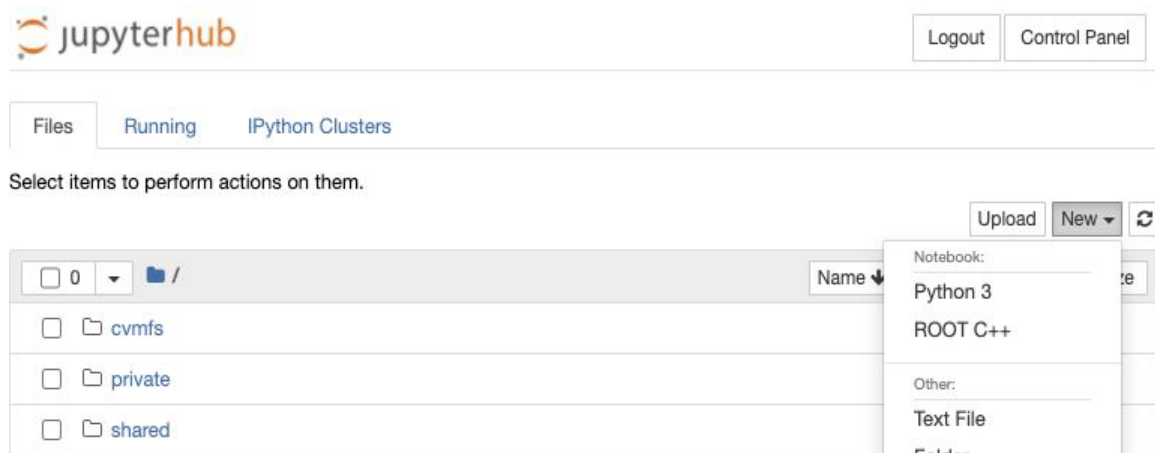 jupyterhub
Logout Control Panel
Files Running IPython Clusters
Select items to perform actions on them.
Upload New
0 /
Name
Notebook:
Python 3
ROOT C++
cvmfs
private
shared
Other:
Text File